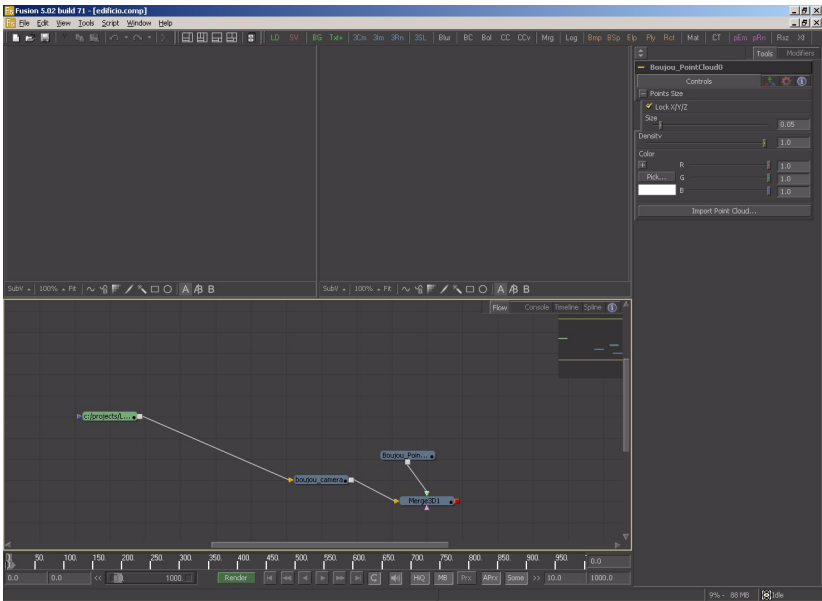 Fusion 5.02 build 71 - [edificio.comp]
File Edit View Tools Script Window Help
LD SV BG Txt+ 3Cm 3Im 3Rn 3SL Blur BC Bol CC CCv Mrg Log Bmp BSp Elp Ply Rct Mat CT pEm pRn Rsz Xf
Tools Modifiers
Boujou_PointCloud0
Controls
Points Size
Lock X/Y/Z
Size
0.05
Density
1.0
Color
R 1.0
Pick... G 1.0
B 1.0
Import Point Cloud...
SubV 100% Fit A B
SubV 100% Fit A B
Flow Console Timeline Spline
c:/projects/L...
Boujou_Poin...
boujou_camera
Merge3D1
50. 100. 150. 200. 250. 300. 350. 400. 450. 500. 550. 600. 650. 700. 750. 800. 850. 900. 950. 0.0
0.0 0.0 << 1000. Render HiQ MB Prx APrx Some >> 10.0 1000.0
9% - 88 MB Idle